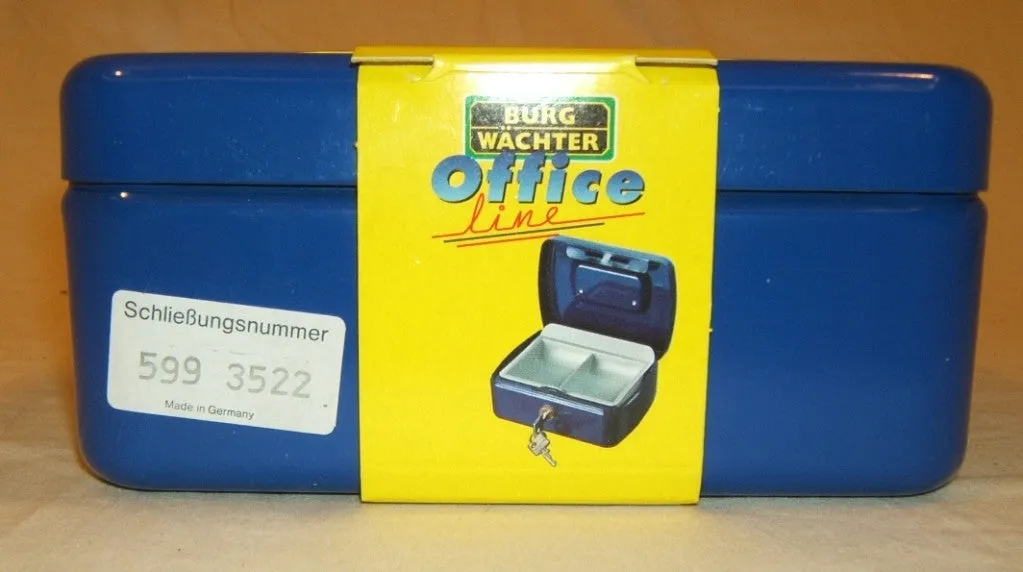 BURG
WÄCHTER
Office
line
Schließungsnummer
599 3522
Made in Germany